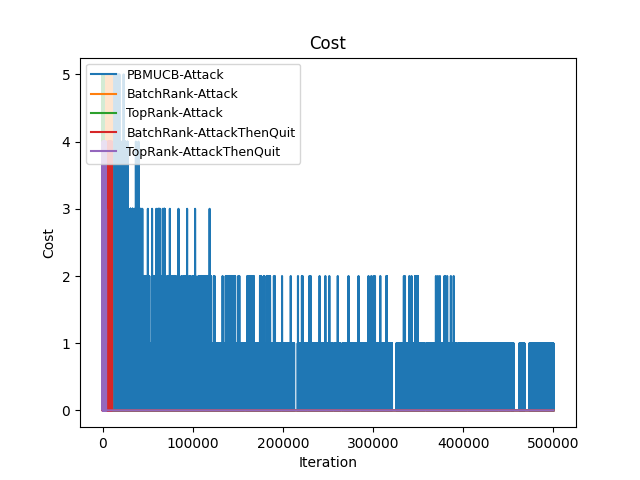 Cost
5
4
3
2
1
0
Cost
PBMUCB-Attack
BatchRank-Attack
TopRank-Attack
BatchRank-AttackThenQuit
TopRank-AttackThenQuit
0 100000 200000 300000 400000 500000
Iteration